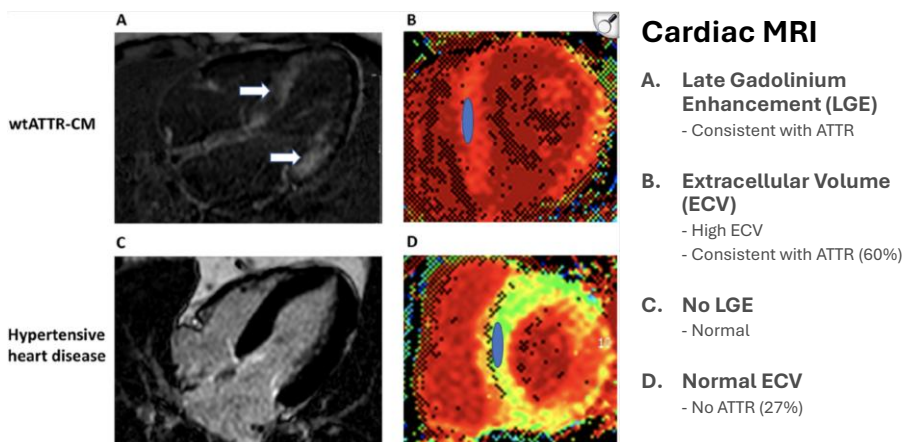 Cardiac MRI
A
B
wtATTR-CM
A. Late Gadolinium
Enhancement (LGE)
- Consistent with ATTR
B. Extracellular Volume
(ECV)
- High ECV
- Consistent with ATTR (60%)
C
D
Hypertensive
heart disease
C. No LGE
- Normal
D. Normal ECV
- No ATTR (27%)